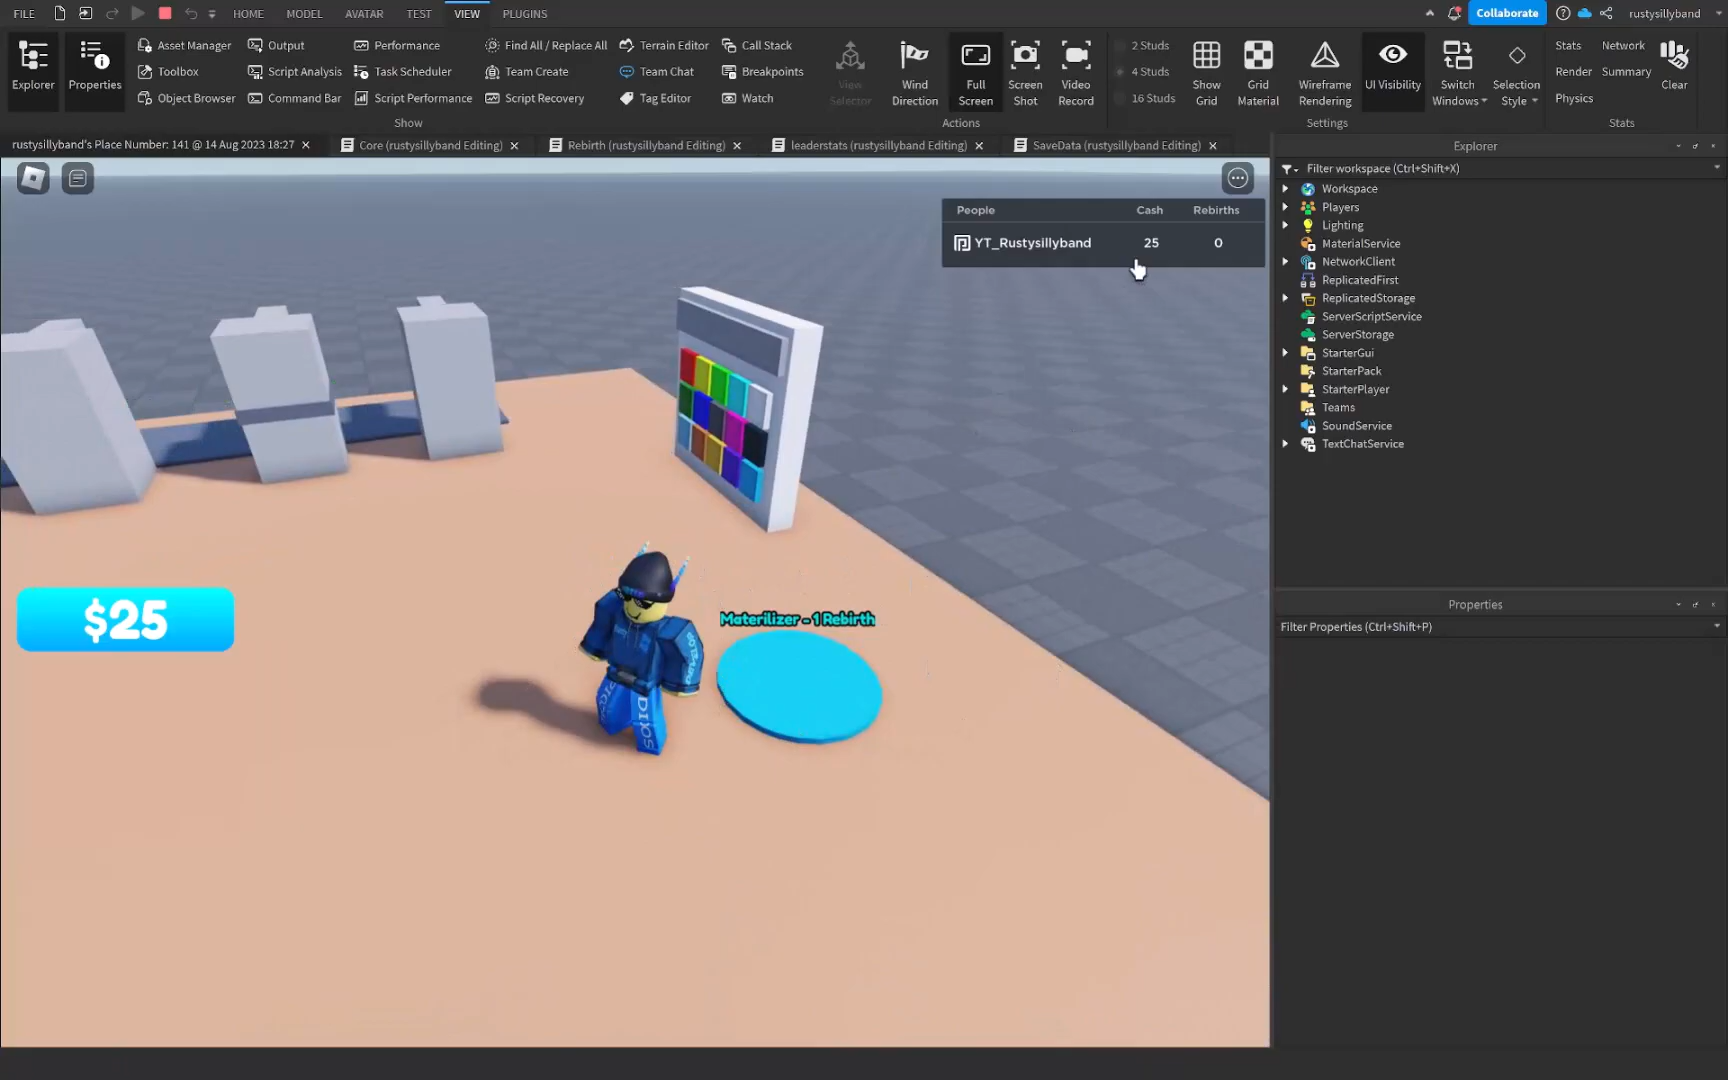 FILE HOME MODEL AVATAR TEST VIEW PLUGINS Collaborate rustysillyband
Explorer
Properties
Asset Manager
Toolbox
Object Browser
Output
Script Analysis
Command Bar
Performance
Task Scheduler
Script Performance
Find All / Replace All
Team Create
Script Recovery
Terrain Editor
Team Chat
Tag Editor
Call Stack
Breakpoints
Watch
Show
View
Selector
Wind
Direction
Full
Screen
Screen
Shot
Video
Record
Actions
2 Studs
4 Studs
16 Studs
Show
Grid
Grid
Material
Wireframe
Rendering
UI Visibility
Switch
Windows
Selection
Style
Settings
Stats Network
Render Summary
Physics
Clear
Stats
rustysillyband's Place Number: 141 @ 14 Aug 2023 18:27
Core (rustysillyband Editing)
Rebirth (rustysillyband Editing)
leaderstats (rustysillyband Editing)
SaveData (rustysillyband Editing)
People Cash Rebirths
YT_Rustysillyband 25 0
Materilizer - 1 Rebirth
$25
DEVELOP
Explorer
Filter workspace (Ctrl+Shift+X)
Workspace
Players
Lighting
MaterialService
NetworkClient
ReplicatedFirst
ReplicatedStorage
ServerScriptService
ServerStorage
StarterGui
StarterPack
StarterPlayer
Teams
SoundService
TextChatService
Properties
Filter Properties (Ctrl+Shift+P)